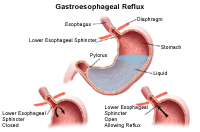 Gastroesophageal Reflux
Esophagus
Diaphragm
Lower Esophageal Sphincter
Stomach
Pylorus
Liquid
Lower Esophageal
Sphincter
Closed
Lower Esophageal
Sphincter
Open
Allowing Reflux